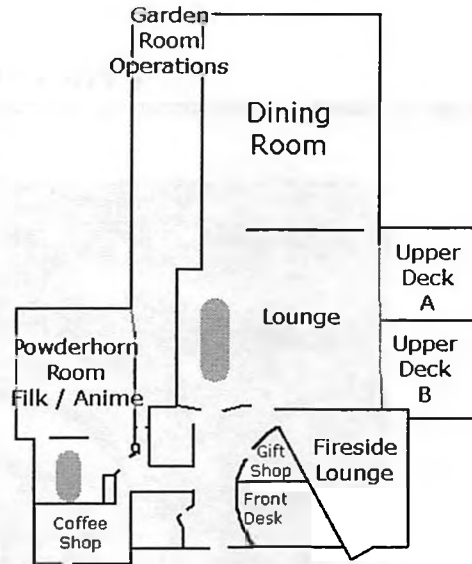 Garden
Room
Operations
Dining
Room
Upper
Deck
A
Lounge
Upper
Deck
B
Powderhorn
Room
Filk / Anime
Gift
Shop
Fireside
Lounge
Front
Desk
Coffee
Shop